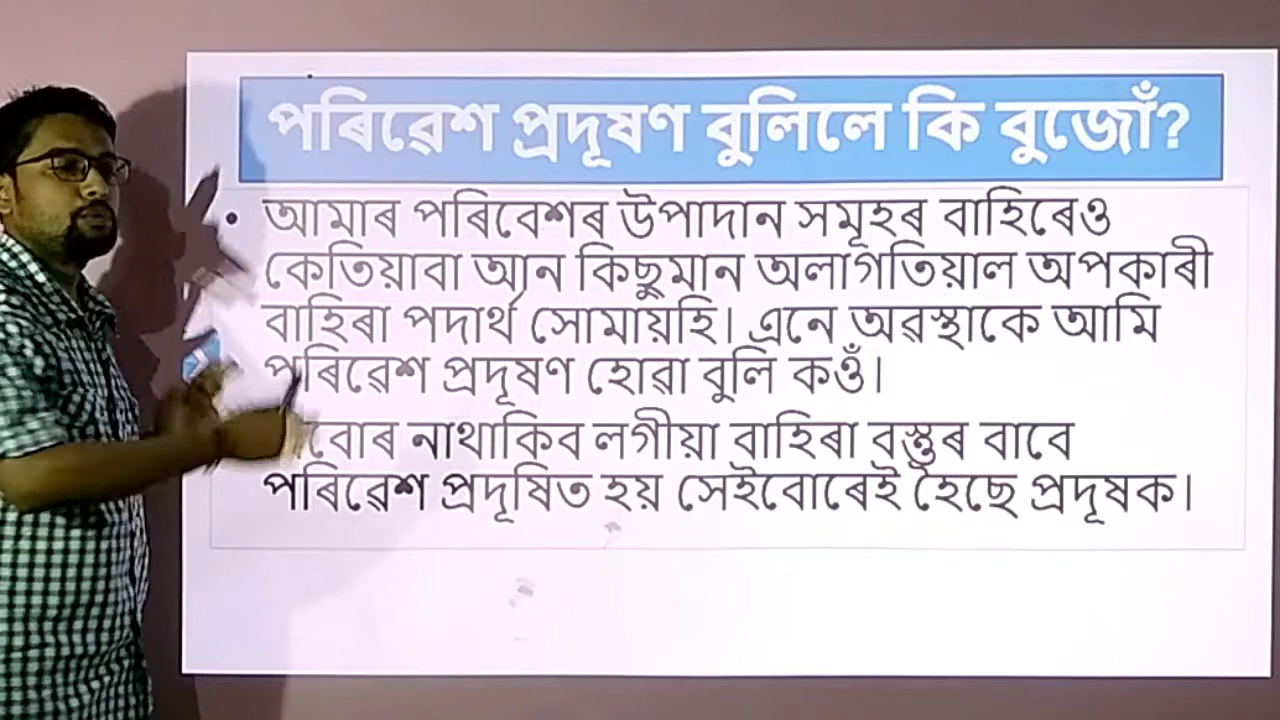 পৰিৱেশ প্ৰদূষণ বুলিলে কি বুজোঁ?
• আমাৰ পৰিবেশৰ উপাদান সমূহৰ বাহিৰেও
কেতিয়াবা আন কিছুমান অলাগতিয়াল অপকাৰী
বাহিৰা পদাৰ্থ সোমায়হি। এনে অৱস্থাকে আমি
পৰিৱেশ প্ৰদূষণ হোৱা বুলি কওঁ।
নাথাকিব লগীয়া বাহিৰা বস্তুৰ বাবে
পৰিৱেশ প্ৰদূষিত হয় সেইবোৰেই হৈছে প্ৰদূষক।